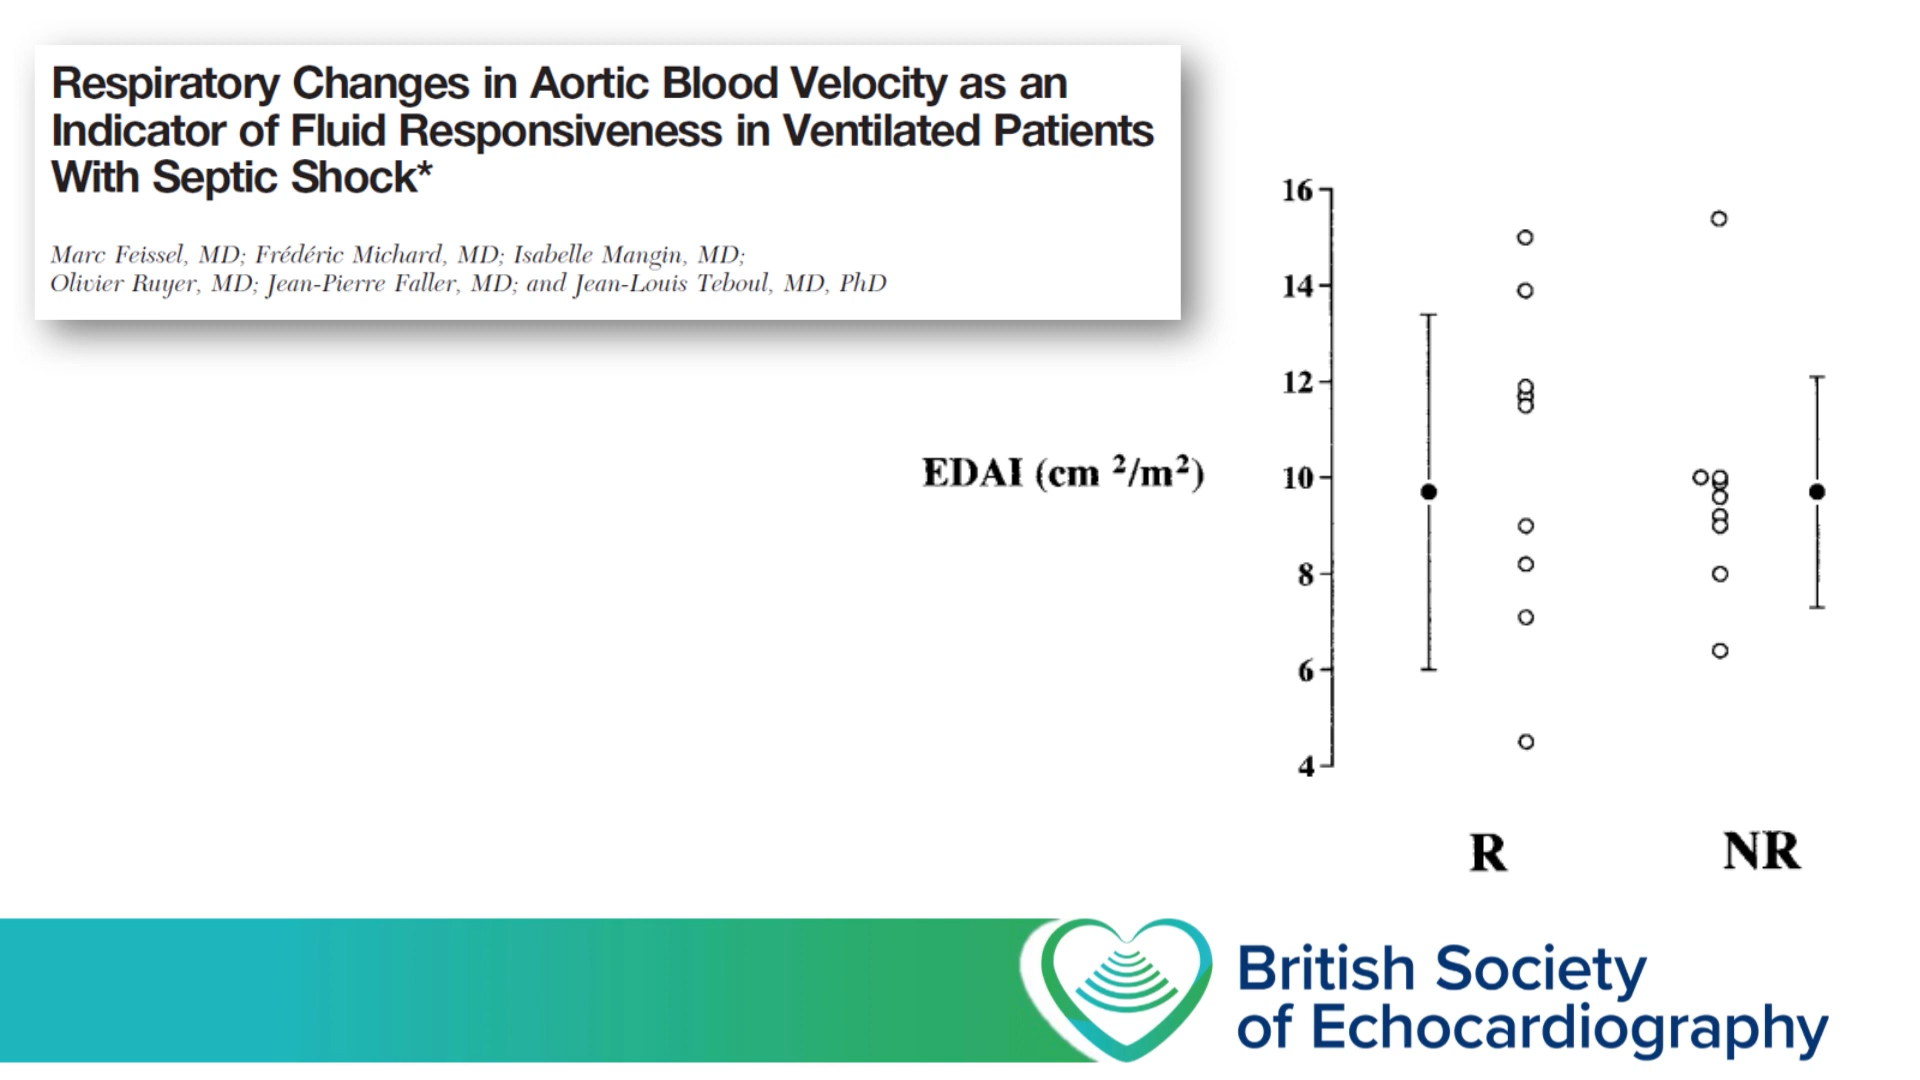 Respiratory Changes in Aortic Blood Velocity as an
Indicator of Fluid Responsiveness in Ventilated Patients
With Septic Shock*
Marc Feissel, MD; Frédéric Michard, MD; Isabelle Mangin, MD;
Olivier Ruyer, MD; Jean-Pierre Faller, MD; and Jean-Louis Teboul, MD, PhD
16
14
12
EDAI (cm ²/m²)
10
8
6
4
R NR
British Society
of Echocardiography